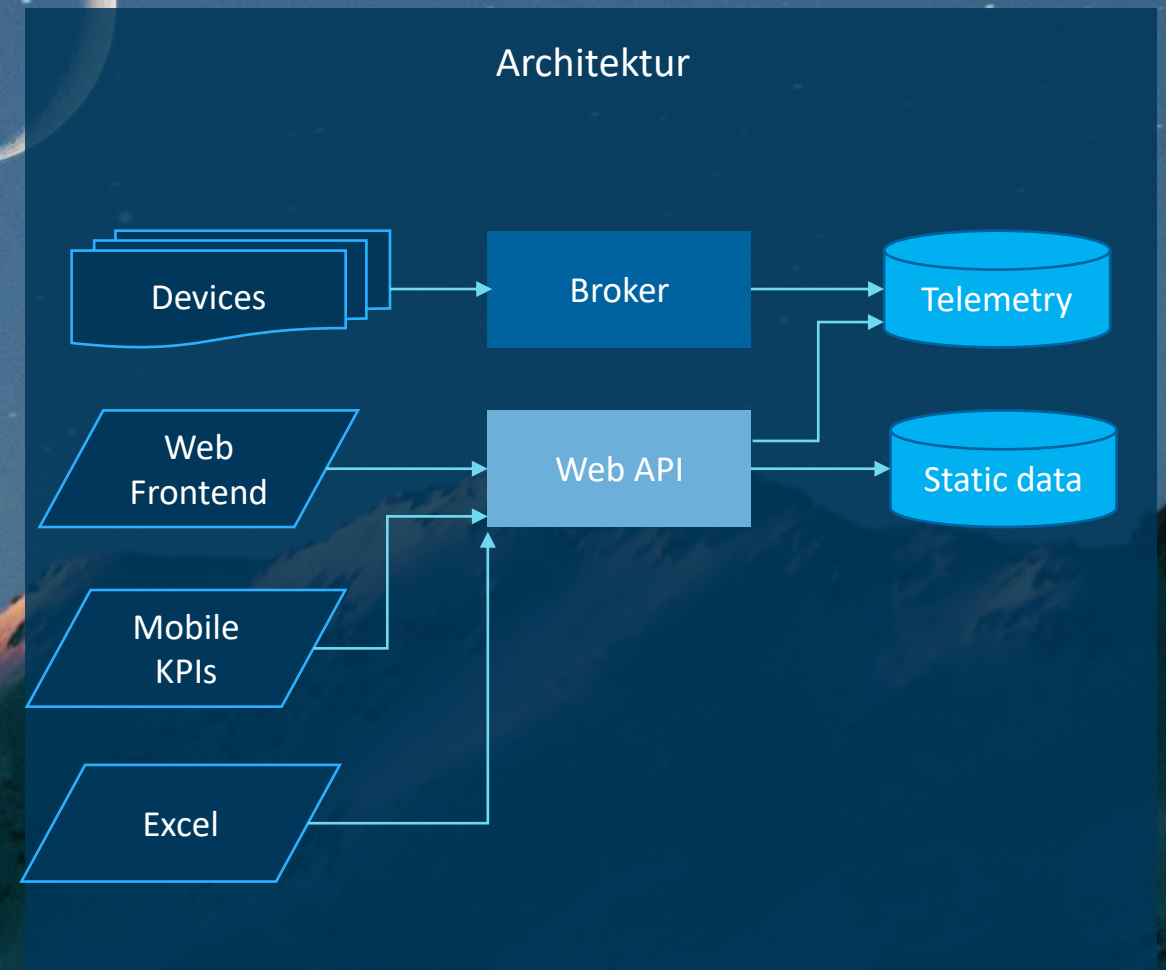 Architektur
Devices
Broker
Telemetry
Web
Frontend
Web API
Static data
Mobile
KPIs
Excel